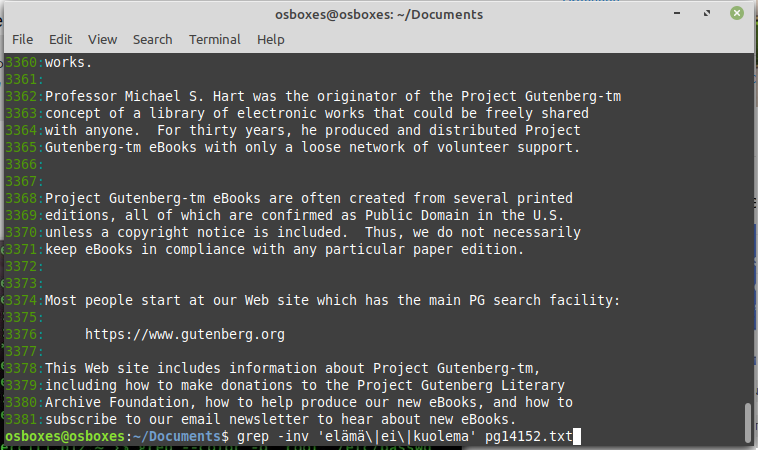 osboxes@osboxes: ~/Documents
File Edit View Search Terminal Help
3360:works.
3361:
3362:Professor Michael S. Hart was the originator of the Project Gutenberg-tm
3363:concept of a library of electronic works that could be freely shared
3364:with anyone.  For thirty years, he produced and distributed Project
3365:Gutenberg-tm eBooks with only a loose network of volunteer support.
3366:
3367:
3368:Project Gutenberg-tm eBooks are often created from several printed
3369:editions, all of which are confirmed as Public Domain in the U.S.
3370:unless a copyright notice is included.  Thus, we do not necessarily
3371:keep eBooks in compliance with any particular paper edition.
3372:
3373:
3374:Most people start at our Web site which has the main PG search facility:
3375:
3376:     https://www.gutenberg.org
3377:
3378:This Web site includes information about Project Gutenberg-tm,
3379:including how to make donations to the Project Gutenberg Literary
3380:Archive Foundation, how to help produce our new eBooks, and how to
3381:subscribe to our email newsletter to hear about new eBooks.
osboxes@osboxes:~/Documents$ grep -inv 'elämä\|ei\|kuolema' pg14152.txt